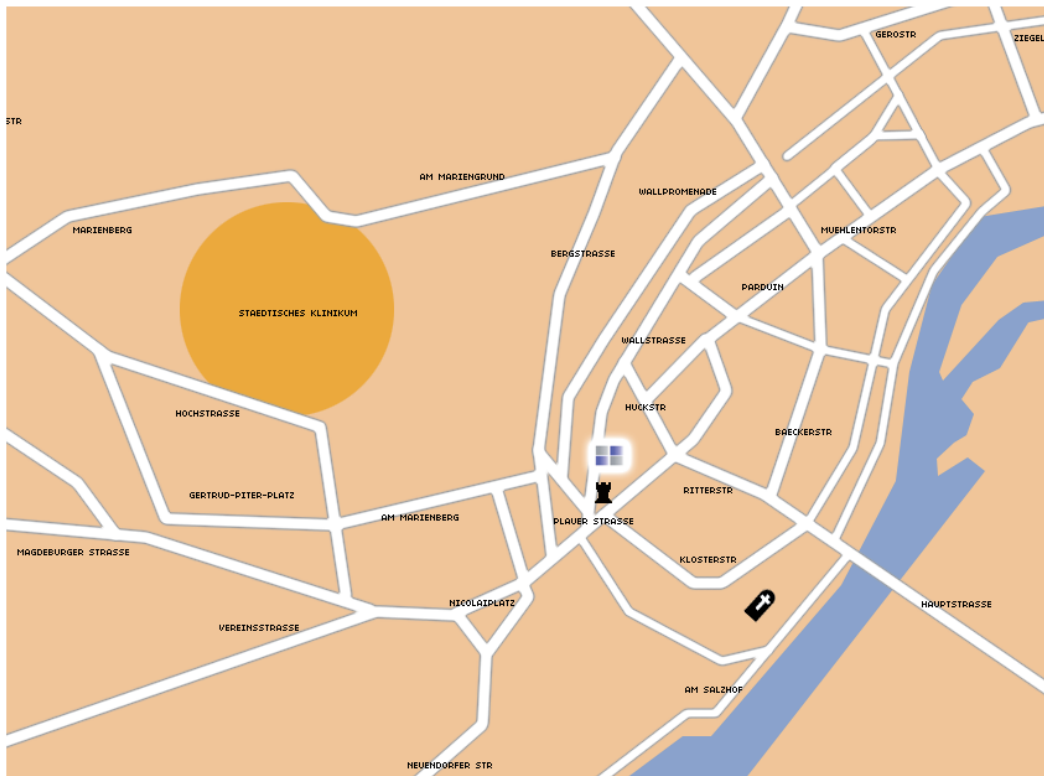 GEROSTR
ZIEGEL
STR
AM MARIENGRUND
WALLPROMENADE
MARIENBERG
MUEHLENTORSTR
BERGSTRASSE
PARDUIN
STAEDTISCHES KLINIKUM
WALLSTRASSE
HUCKSTR
HOCHSTRASSE
BAECKERSTR
RITTERSTR
GERTRUD-PITER-PLATZ
AM MARIENBERG
PLAUER STRASSE
MAGDEBURGER STRASSE
KLOSTERSTR
NICOLAIPLATZ
HAUPTSTRASSE
VEREINSSTRASSE
AM SALZHOF
NEUENDORFER STR